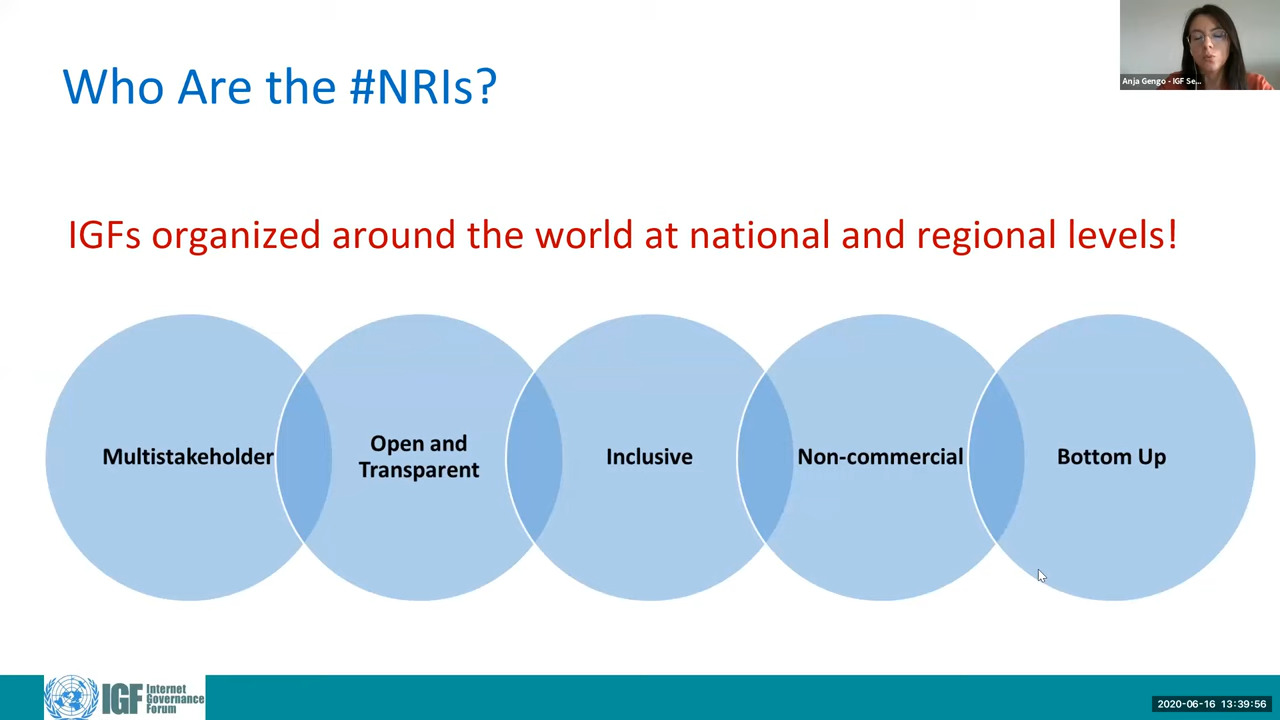 Who Are the #NRIs?
Anja Gengo - IGF Se...
IGFs organized around the world at national and regional levels!
Multistakeholder
Open and
Transparent
Inclusive
Non-commercial
Bottom Up
IGF
Internet
Governance
Forum
2020-06-16 13:39:56